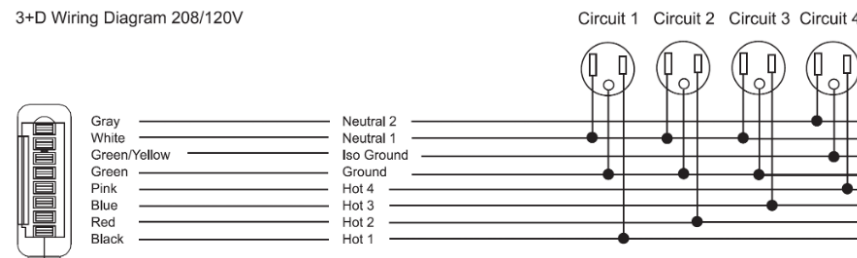 3+D Wiring Diagram 208/120V
Circuit 1 Circuit 2 Circuit 3 Circuit 4
Gray Neutral 2
White Neutral 1
Green/Yellow Iso Ground
Green Ground
Pink Hot 4
Blue Hot 3
Red Hot 2
Black Hot 1